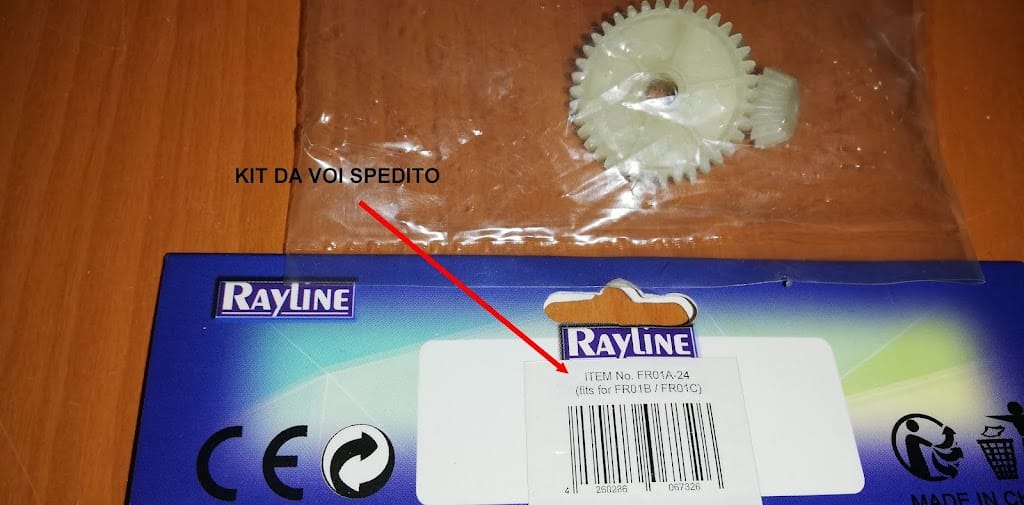 KIT DA VOI SPEDITO
RAYLINE
RAYLINE
ITEM No. FR01A-24
(fits for FR01B / FR01C)
4 260286 067326
CE
MADE IN CH